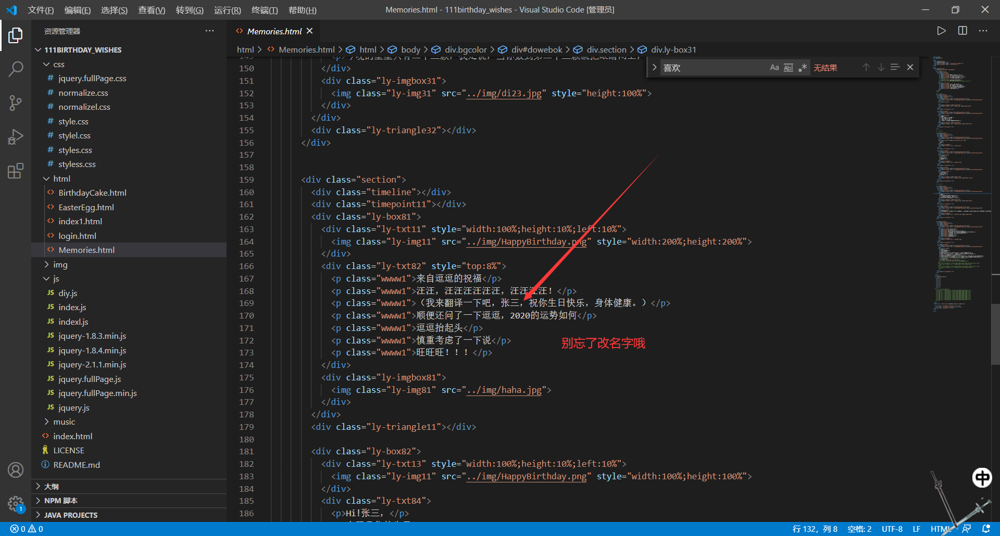 文件(F) 编辑(E) 选择(S) 查看(V) 转到(G) 运行(R) 终端(T) 帮助(H)
Memories.html - 111birthday_wishes - Visual Studio Code [管理员]
资源管理器
Memories.html
html > Memories.html > html > body > div.bgcolor > div#dowebok > div.section > div.ly-box31
喜欢
Aa Abl .* 无结果
111BIRTHDAY_WISHES
css
# jquery.fullPage.css
# normalize.css
# normalizel.css
# style.css
# stylel.css
# styles.css
# styless.css
html
<> BirthdayCake.html
<> EasterEgg.html
<> index1.html
<> login.html
<> Memories.html
img
js
JS diy.js
JS index.js
JS indexl.js
JS jquery-1.8.3.min.js
JS jquery-1.8.4.min.js
JS jquery-2.1.1.min.js
JS jquery.fullPage.js
JS jquery.fullPage.min.js
JS jquery.js
music
<> index.html
LICENSE
README.md
大纲
NPM 脚本
JAVA PROJECTS
1
150 </div>
151 <div class="ly-imgbox31">
152 <img class="ly-img31" src="../img/di23.jpg" style="height:100%">
153 </div>
154 </div>
155 <div class="ly-triangle32"></div>
156 </div>
157
158
159 <div class="section">
160 <div class="timeline"></div>
161 <div class="timepoint11"></div>
162 <div class="ly-box81">
163 <div class="ly-txt11" style="width:100%;height:10%;left:10%">
164 <img class="ly-img11" src="../img/HappyBirthday.png" style="width:200%;height:200%">
165 </div>
166 <div class="ly-txt82" style="top:8%">
167 <p class="wwww1">来自逗逗的祝福</p>
168 <p class="wwww1">汪汪，汪汪汪汪汪汪，汪汪汪汪！</p>
169 <p class="wwww1">（我来翻译一下吧，张三，祝你生日快乐，身体健康。）</p>
170 <p class="wwww1">顺便还问了一下逗逗，2020的运势如何</p>
171 <p class="wwww1">逗逗抬起头</p>
172 <p class="wwww1">慎重考虑了一下说</p>
173 <p class="wwww1">旺旺旺！！！</p>
别忘了改名字哦
174 </div>
175 <div class="ly-imgbox81">
176 <img class="ly-img81" src="../img/haha.jpg">
177 </div>
178 </div>
179 <div class="ly-triangle11"></div>
180
181 <div class="ly-box82">
182 <div class="ly-txt13" style="width:100%;height:10%;left:10%">
183 <img class="ly-img11" src="../img/HappyBirthday.png" style="width:100%;height:100%">
184 </div>
185 <div class="ly-txt84">
186 <p>Hi!张三，</p>
中
0 0
行 132，列 8 空格: 2 UTF-8 LF HTML